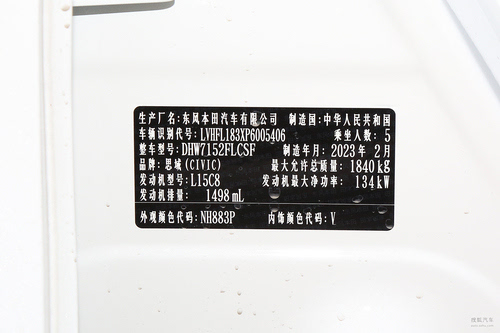 生产厂名:东风本田汽车有限公司 制造国:中华人民共和国
车辆识别代号:LVHFL183XP6005406 乘坐人数: 5
整车型号:DHW7152FLCSF 制造年月:2023年 2月
品牌:思域(CIVIC) 最大允许总质量: 1840kg
发动机型号:L15C8 发动机最大净功率: 134kW
发动机排量: 1498mL
外观颜色代码:NH883P 内饰颜色代码:V
搜狐汽车